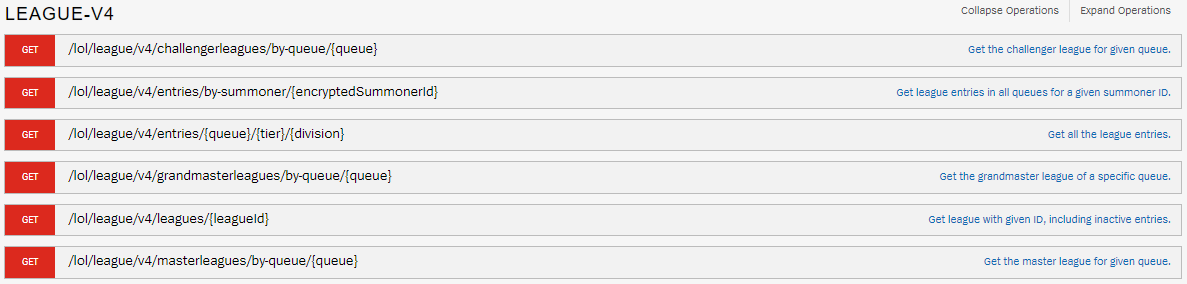 LEAGUE-V4
Collapse Operations
Expand Operations
GET /lol/league/v4/challengerleagues/by-queue/{queue} Get the challenger league for given queue.
GET /lol/league/v4/entries/by-summoner/{encryptedSummonerId} Get league entries in all queues for a given summoner ID.
GET /lol/league/v4/entries/{queue}/{tier}/{division} Get all the league entries.
GET /lol/league/v4/grandmasterleagues/by-queue/{queue} Get the grandmaster league of a specific queue.
GET /lol/league/v4/leagues/{leagueId} Get league with given ID, including inactive entries.
GET /lol/league/v4/masterleagues/by-queue/{queue} Get the master league for given queue.